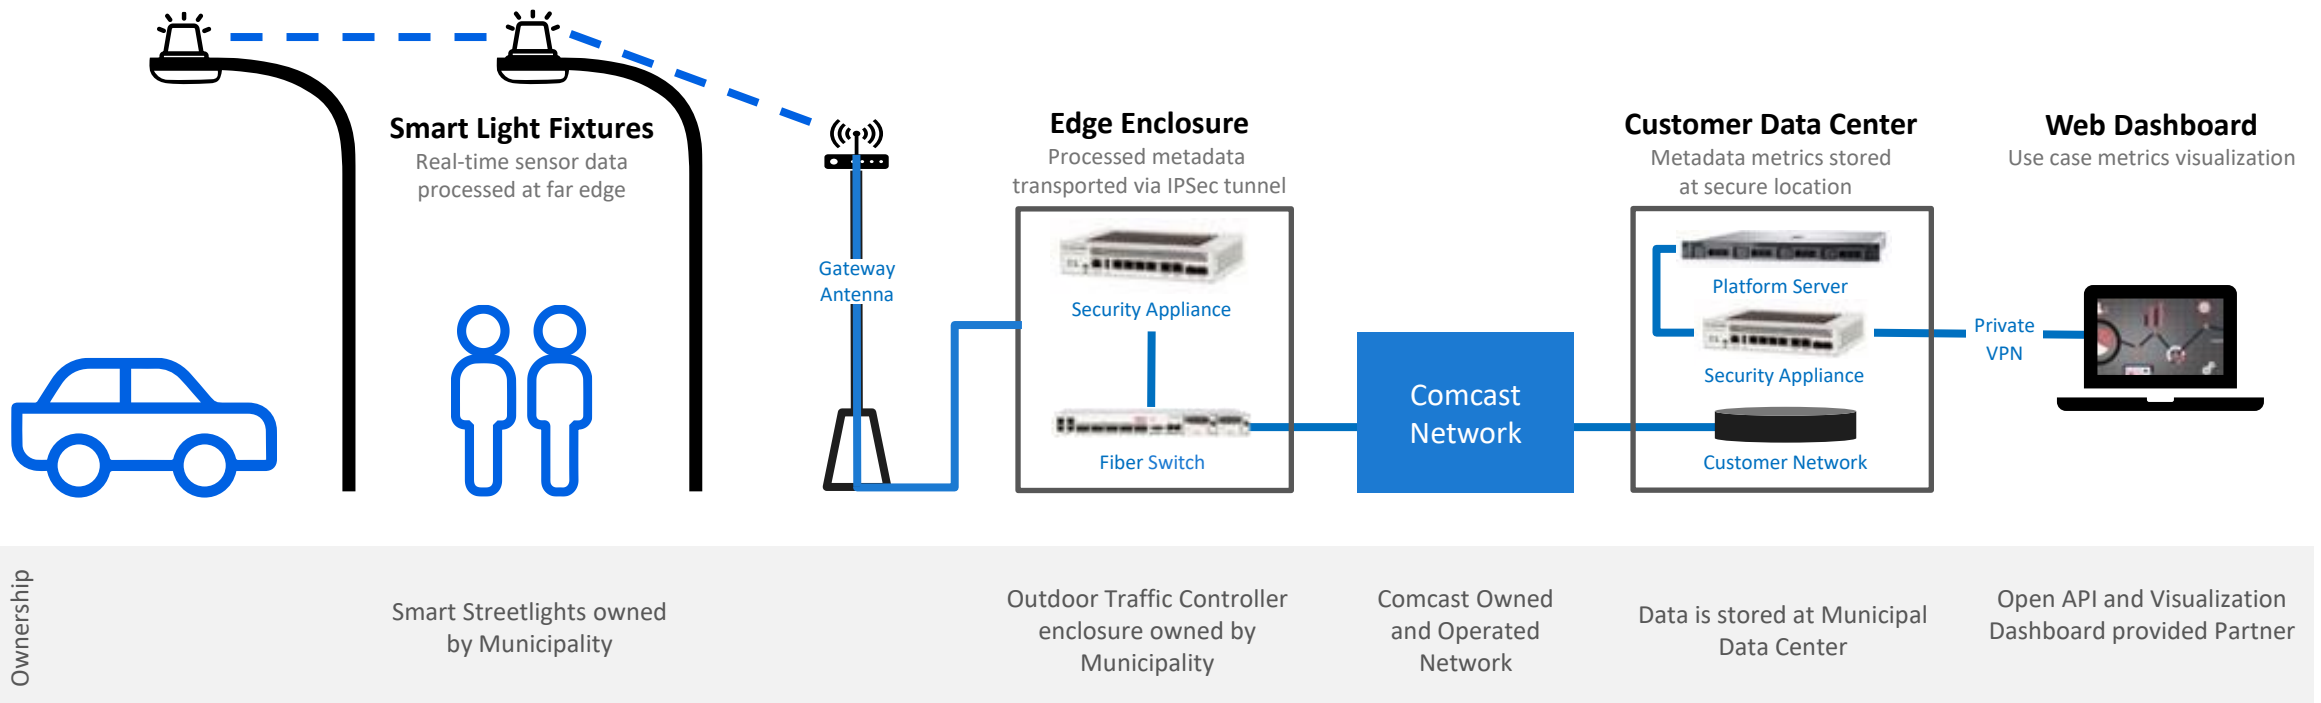 Smart Light Fixtures
Real-time sensor data
processed at far edge
Gateway
Antenna
Edge Enclosure
Processed metadata
transported via IPSec tunnel
Security Appliance
Fiber Switch
Comcast
Network
Customer Data Center
Metadata metrics stored
at secure location
Platform Server
Security Appliance
Customer Network
Private
VPN
Web Dashboard
Use case metrics visualization
Ownership
Smart Streetlights owned
by Municipality
Outdoor Traffic Controller
enclosure owned by
Municipality
Comcast Owned
and Operated
Network
Data is stored at Municipal
Data Center
Open API and Visualization
Dashboard provided Partner